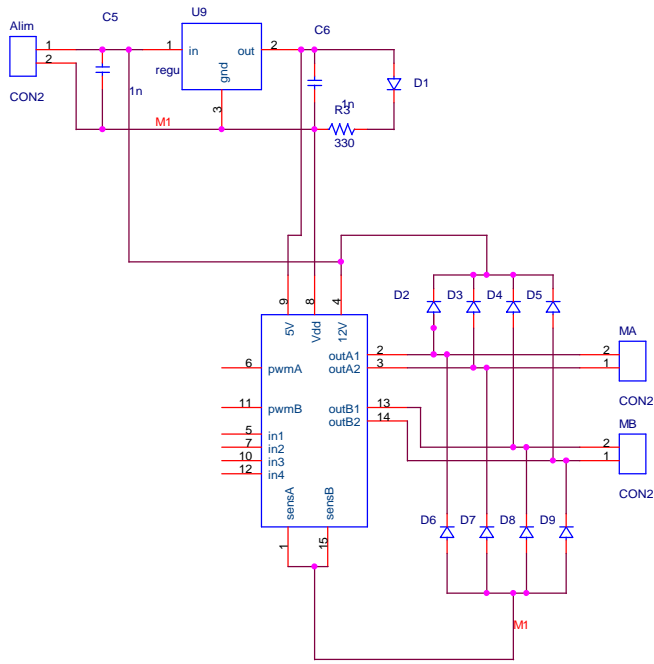 Alim
C5
U9
C6
1
2
1
in
out
2
regu
gnd
3
1n
1n
D1
CON2
M1
R3
330
9
8
4
5V
Vdd
12V
D2
D3
D4
D5
MA
outA1
2
2
6
pwmA
outA2
3
1
CON2
11
pwmB
outB1
13
MB
outB2
14
2
5
in1
7
in2
1
10
in3
12
in4
CON2
sensA
sensB
D6
D7
D8
D9
1
15
M1